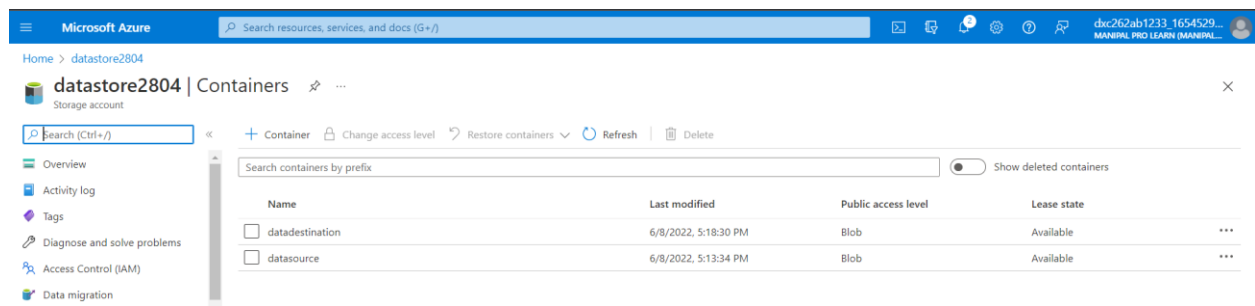 Microsoft Azure
Search resources, services, and docs (G+/)
2
dxc262ab1233_1654529...
MANIPAL PRO LEARN (MANIPAL...
Home > datastore2804
datastore2804 | Containers
Storage account
Search (Ctrl+/)
Container Change access level Restore containers Refresh Delete
Overview
Search containers by prefix
Show deleted containers
Activity log
Name Last modified Public access level Lease state
Tags
datadestination 6/8/2022, 5:18:30 PM Blob Available
Diagnose and solve problems
datasource 6/8/2022, 5:13:34 PM Blob Available
Access Control (IAM)
Data migration